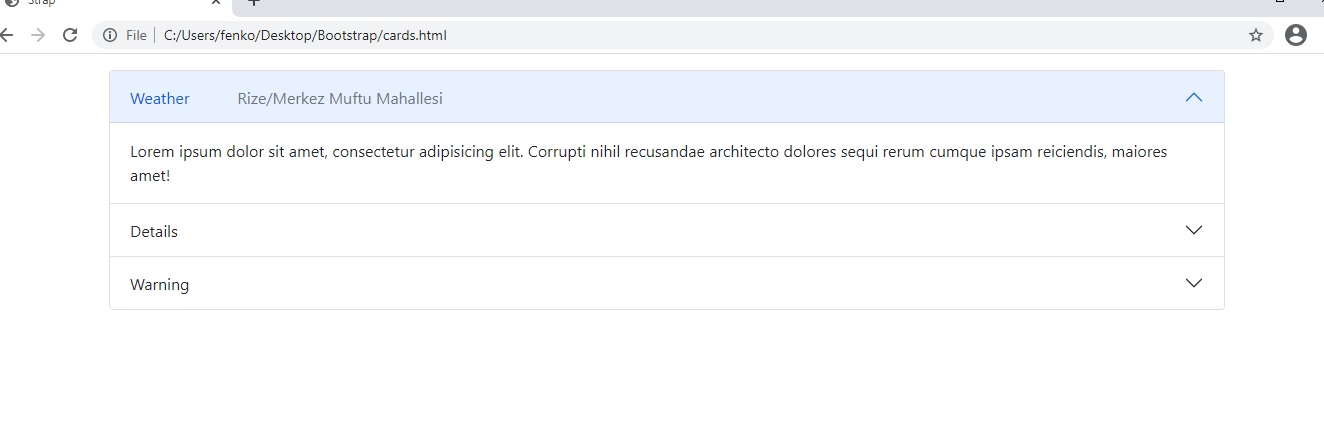 Strap
File
C:/Users/fenko/Desktop/Bootstrap/cards.html
Weather Rize/Merkez Muftu Mahallesi
Lorem ipsum dolor sit amet, consectetur adipisicing elit. Corrupti nihil recusandae architecto dolores sequi rerum cumque ipsam reiciendis, maiores
amet!
Details
Warning